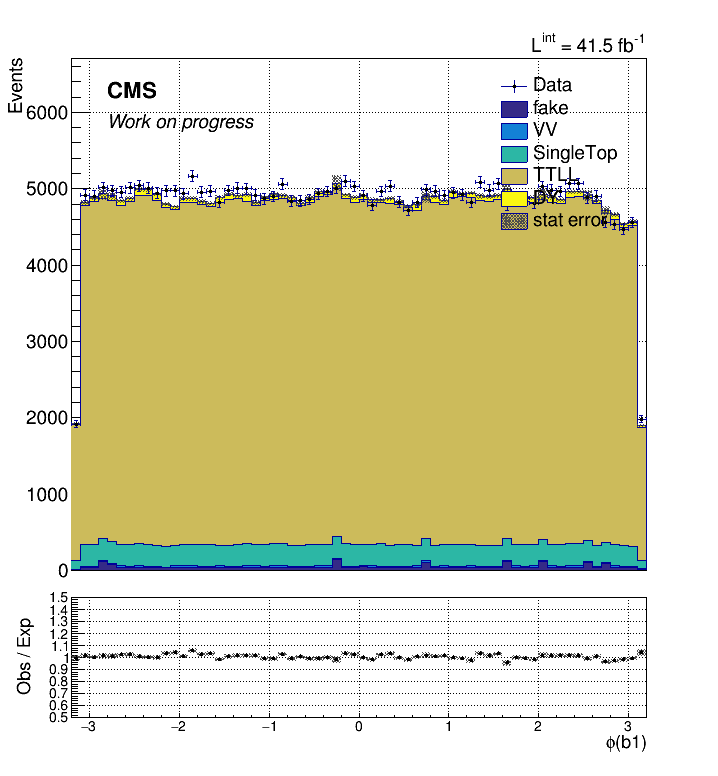 L^int = 41.5 fb^-1
Events
CMS
Work on progress
Data
fake
VV
SingleTop
TTLL
DY
stat error
6000
5000
4000
3000
2000
1000
0
Obs / Exp
1.5
1.4
1.3
1.2
1.1
1
0.9
0.8
0.7
0.6
0.5
−3 −2 −1 0 1 2 3
ϕ(b1)